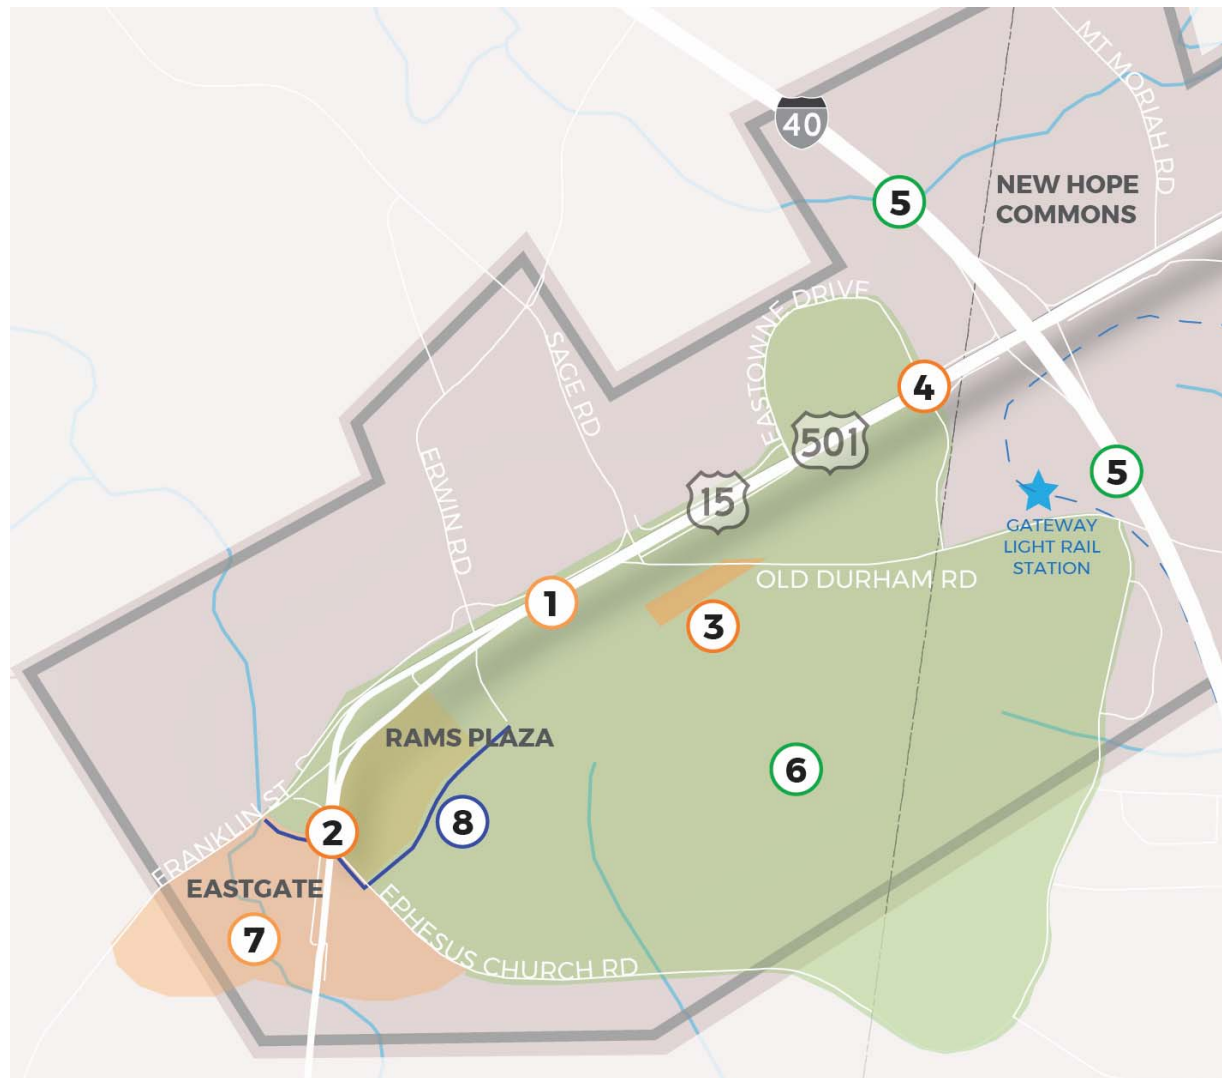 MT MORIAH RD
40
5
NEW HOPE
COMMONS
EASTOWNE DRIVE
SAGE RD
4
501
15
ERWIN RD
5
GATEWAY
LIGHT RAIL
STATION
OLD DURHAM RD
1
3
RAMS PLAZA
6
FRANKLIN ST.
2
8
EASTGATE
7
EPHESUS CHURCH RD